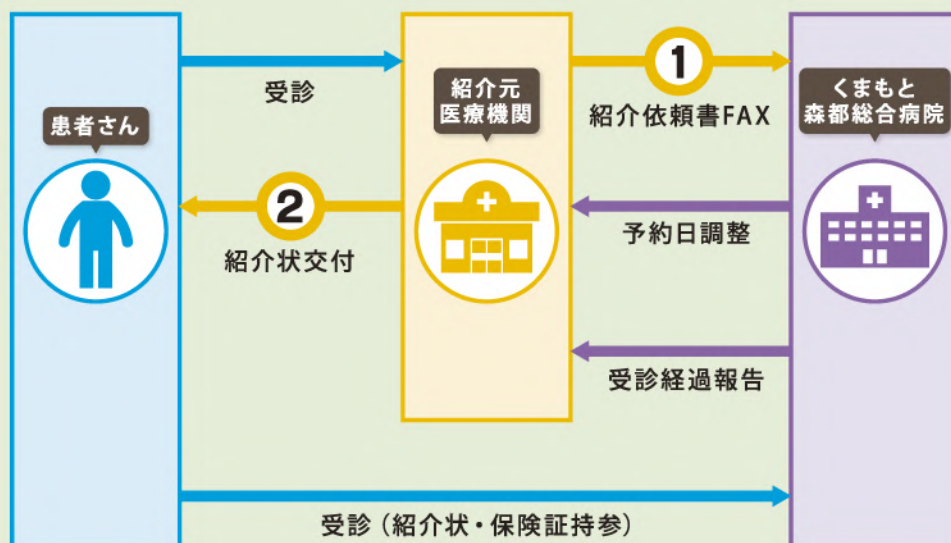 患者さん
受診
紹介元
医療機関
1
紹介依頼書FAX
くまもと
森都総合病院
2
紹介状交付
予約日調整
受診経過報告
受診（紹介状・保険証持参）